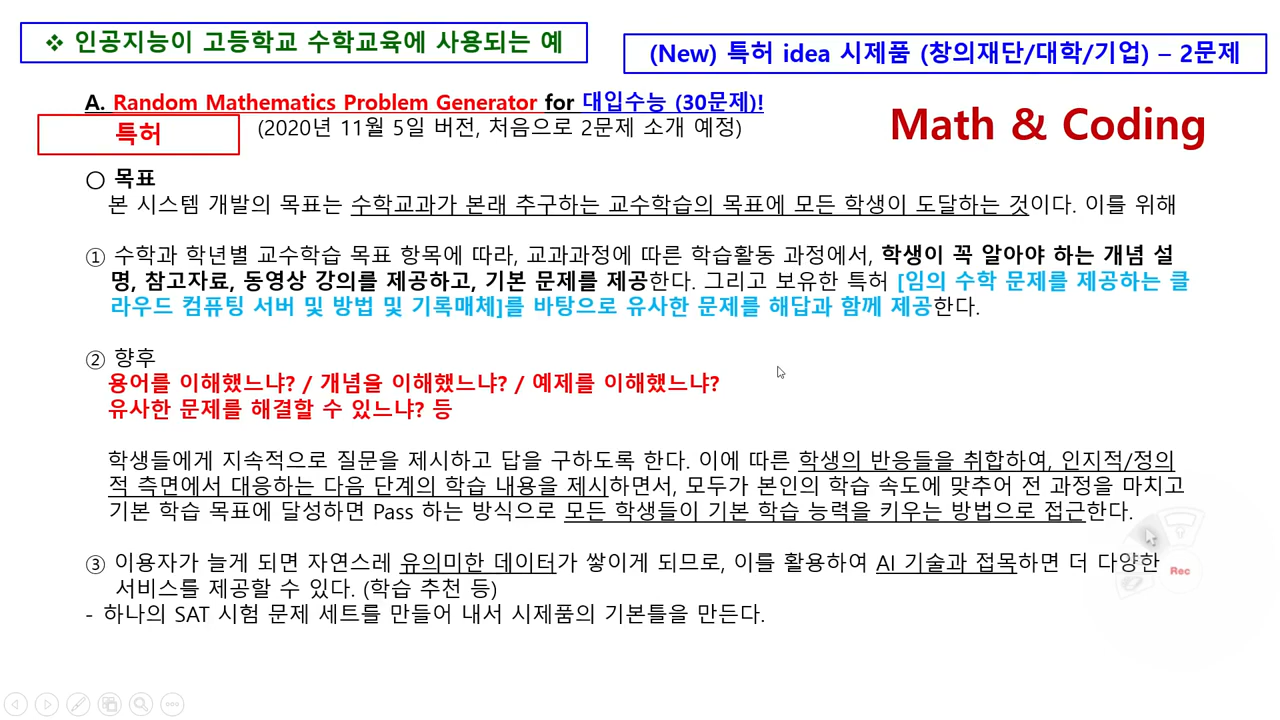 ❖ 인공지능이 고등학교 수학교육에 사용되는 예
(New) 특허 idea 시제품 (창의재단/대학/기업) – 2문제
A. Random Mathematics Problem Generator for 대입수능 (30문제)!
특허
(2020년 11월 5일 버전, 처음으로 2문제 소개 예정)
Math & Coding
○ 목표
본 시스템 개발의 목표는 수학교과가 본래 추구하는 교수학습의 목표에 모든 학생이 도달하는 것이다. 이를 위해
① 수학과 학년별 교수학습 목표 항목에 따라, 교과과정에 따른 학습활동 과정에서, 학생이 꼭 알아야 하는 개념 설
명, 참고자료, 동영상 강의를 제공하고, 기본 문제를 제공한다. 그리고 보유한 특허 [임의 수학 문제를 제공하는 클
라우드 컴퓨팅 서버 및 방법 및 기록매체]를 바탕으로 유사한 문제를 해답과 함께 제공한다.
② 향후
용어를 이해했느냐? / 개념을 이해했느냐? / 예제를 이해했느냐?
유사한 문제를 해결할 수 있느냐? 등
학생들에게 지속적으로 질문을 제시하고 답을 구하도록 한다. 이에 따른 학생의 반응들을 취합하여, 인지적/정의
적 측면에서 대응하는 다음 단계의 학습 내용을 제시하면서, 모두가 본인의 학습 속도에 맞추어 전 과정을 마치고
기본 학습 목표에 달성하면 Pass 하는 방식으로 모든 학생들이 기본 학습 능력을 키우는 방법으로 접근한다.
③ 이용자가 늘게 되면 자연스레 유의미한 데이터가 쌓이게 되므로, 이를 활용하여 AI 기술과 접목하면 더 다양한
서비스를 제공할 수 있다. (학습 추천 등)
Rec
- 하나의 SAT 시험 문제 세트를 만들어 내서 시제품의 기본틀을 만든다.